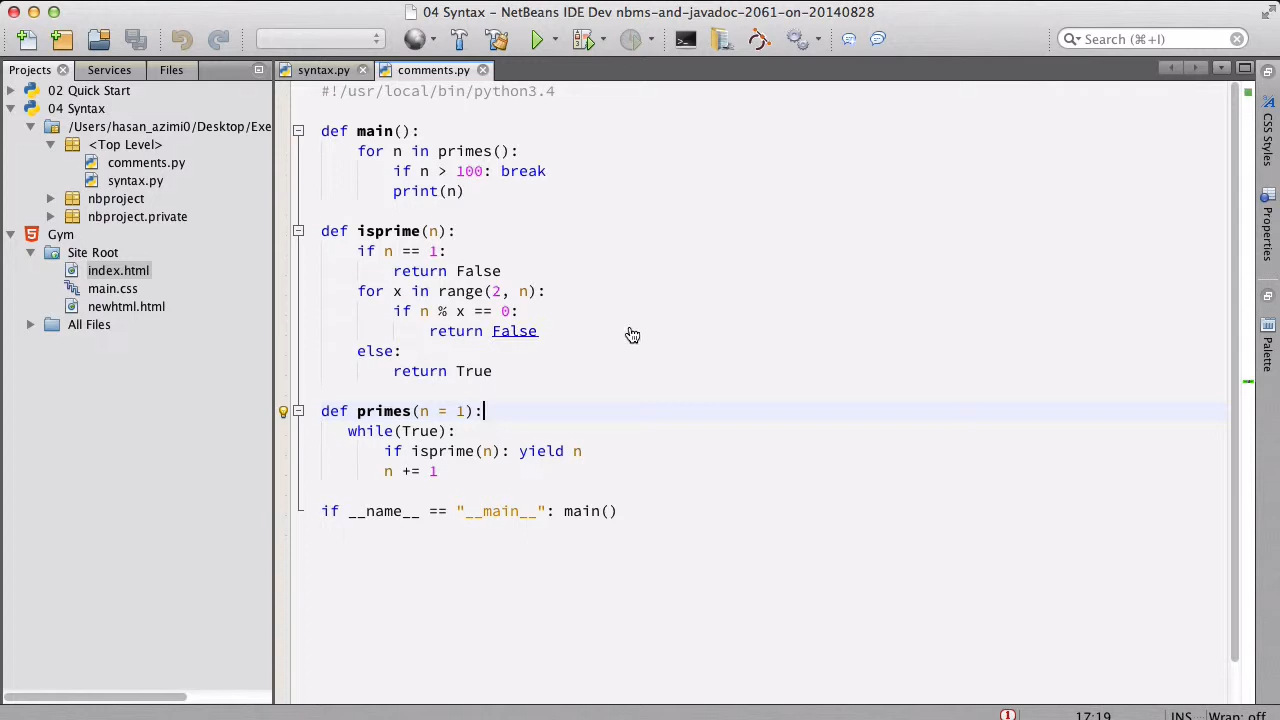 04 Syntax - NetBeans IDE Dev nbms-and-javadoc-2061-on-20140828
Search (⌘+I)
Projects
Services
Files
syntax.py
comments.py
02 Quick Start
04 Syntax
/Users/hasan_azimi0/Desktop/Exe
<Top Level>
comments.py
syntax.py
nbproject
nbproject.private
Gym
Site Root
index.html
main.css
newhtml.html
All Files
#!/usr/local/bin/python3.4
def main():
for n in primes():
if n > 100: break
print(n)
def isprime(n):
if n == 1:
return False
for x in range(2, n):
if n % x == 0:
return False
else:
return True
def primes(n = 1):
while(True):
if isprime(n): yield n
n += 1
if __name__ == "__main__": main()
CSS Styles
Properties
Palette
1
17:19
INS
Wrap: off